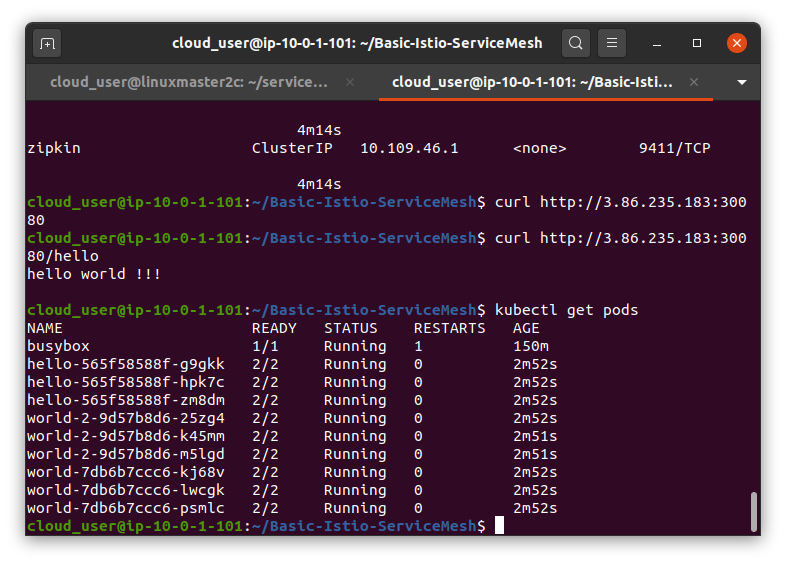 cloud_user@ip-10-0-1-101: ~/Basic-Istio-ServiceMesh
cloud_user@linuxmaster2c: ~/service...
cloud_user@ip-10-0-1-101: ~/Basic-Isti...
4m14s
zipkin ClusterIP 10.109.46.1 <none> 9411/TCP
4m14s
cloud_user@ip-10-0-1-101:~/Basic-Istio-ServiceMesh$ curl http://3.86.235.183:300
80
cloud_user@ip-10-0-1-101:~/Basic-Istio-ServiceMesh$ curl http://3.86.235.183:300
80/hello
hello world !!!
cloud_user@ip-10-0-1-101:~/Basic-Istio-ServiceMesh$ kubectl get pods
NAME READY STATUS RESTARTS AGE
busybox 1/1 Running 1 150m
hello-565f58588f-g9gkk 2/2 Running 0 2m52s
hello-565f58588f-hpk7c 2/2 Running 0 2m52s
hello-565f58588f-zm8dm 2/2 Running 0 2m52s
world-2-9d57b8d6-25zg4 2/2 Running 0 2m52s
world-2-9d57b8d6-k45mm 2/2 Running 0 2m51s
world-2-9d57b8d6-m5lgd 2/2 Running 0 2m51s
world-7db6b7ccc6-kj68v 2/2 Running 0 2m52s
world-7db6b7ccc6-lwcgk 2/2 Running 0 2m52s
world-7db6b7ccc6-psmlc 2/2 Running 0 2m52s
cloud_user@ip-10-0-1-101:~/Basic-Istio-ServiceMesh$